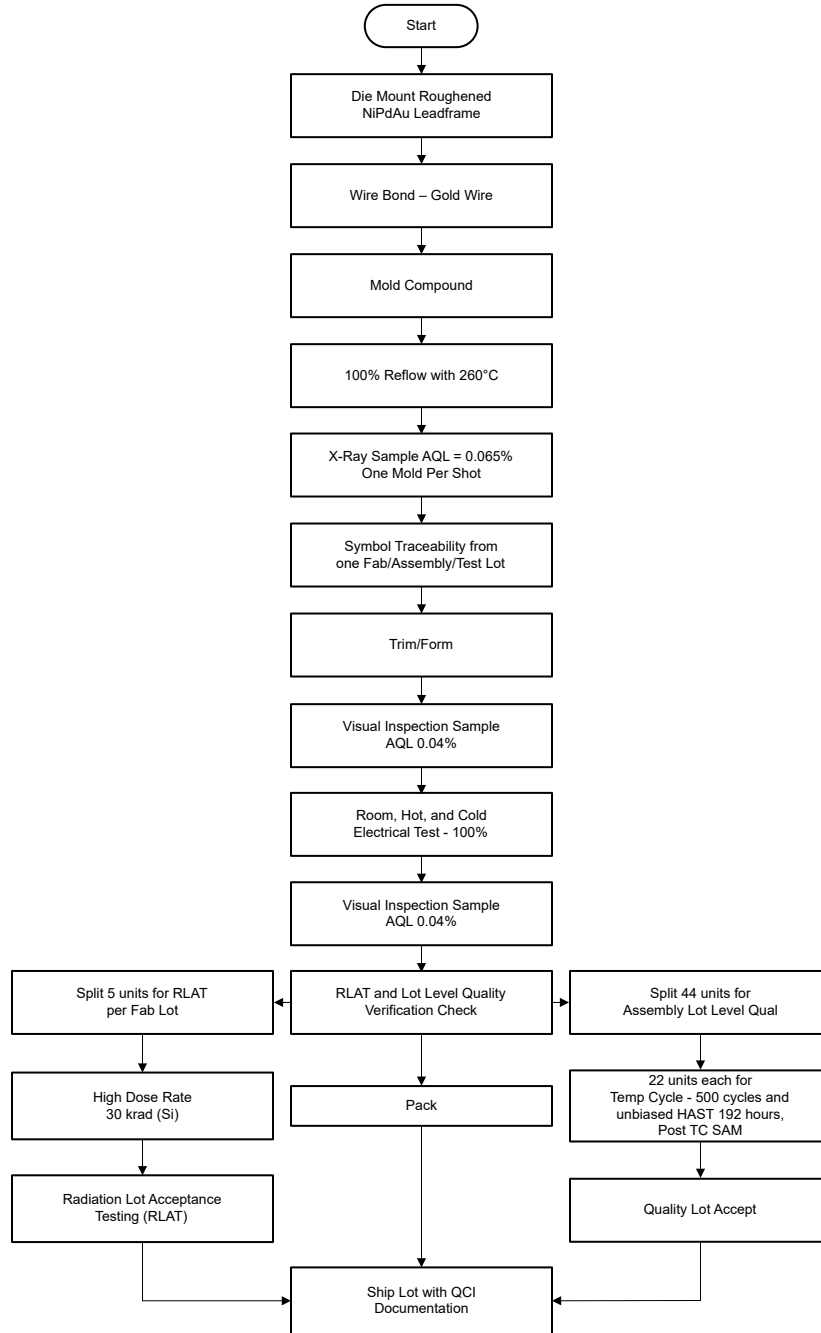 Start
Die Mount Roughened
NiPdAu Leadframe
Wire Bond – Gold Wire
Mold Compound
100% Reflow with 260°C
X-Ray Sample AQL = 0.065%
One Mold Per Shot
Symbol Traceability from
one Fab/Assembly/Test Lot
Trim/Form
Visual Inspection Sample
AQL 0.04%
Room, Hot, and Cold
Electrical Test - 100%
Visual Inspection Sample
AQL 0.04%
Split 5 units for RLAT
per Fab Lot
RLAT and Lot Level Quality
Verification Check
Split 44 units for
Assembly Lot Level Qual
High Dose Rate
30 krad (Si)
Pack
22 units each for
Temp Cycle - 500 cycles and
unbiased HAST 192 hours,
Post TC SAM
Radiation Lot Acceptance
Testing (RLAT)
Quality Lot Accept
Ship Lot with QCI
Documentation